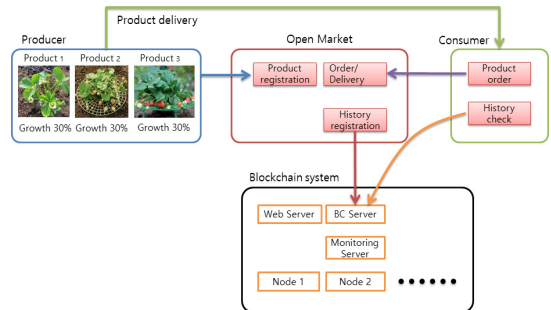 Product delivery
Producer
Open Market
Consumer
Product 1
Product 2
Product 3
Growth 30%
Growth 30%
Growth 30%
Product
registration
Order/
Delivery
History
registration
Product
order
History
check
Blockchain system
Web Server
BC Server
Monitoring
Server
Node 1
Node 2